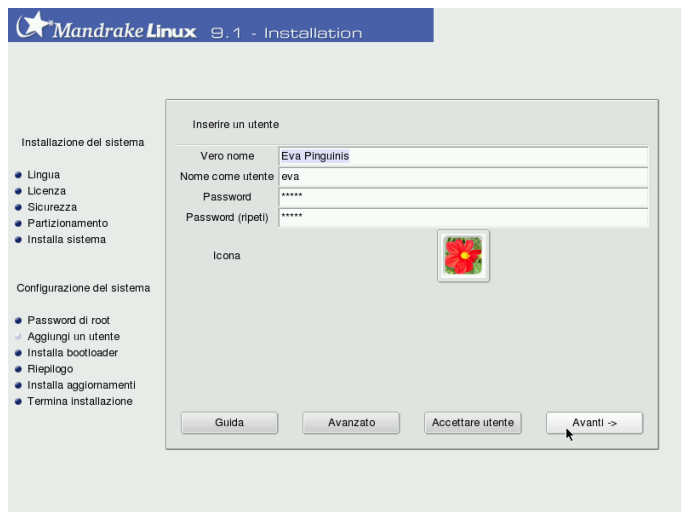 MandrakeLinux 9.1 - Installation
Installazione del sistema
Lingua
Licenza
Sicurezza
Partizionamento
Installa sistema
Configurazione del sistema
Password di root
Aggiungi un utente
Installa bootloader
Riepilogo
Installa aggiornamenti
Termina installazione
Inserire un utente
Vero nome Eva Pinguinis
Nome come utente eva
Password *****
Password (ripeti) *****
Icona
Guida Avanzato Accettare utente Avanti ->